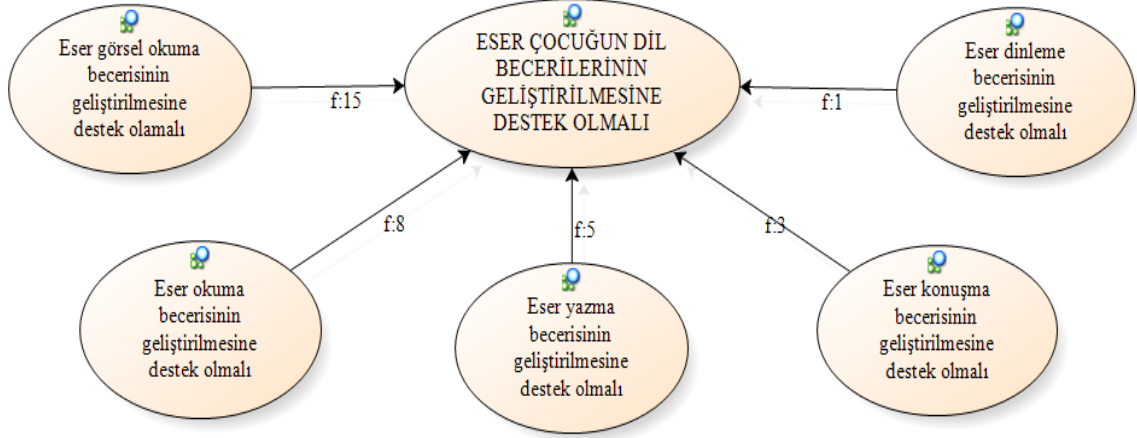 Eser görsel okuma
becerisinin
geliştirilmesine
destek olamalı
f:15
ESER ÇOCUĞUN DİL
BECERİLERİNİN
GELİŞTİRİLMESİNE
DESTEK OLMALI
f:1
Eser dinleme
becerisinin
geliştirilmesine
destek olmalı
f:8
f:5
f:3
Eser okuma
becerisinin
geliştirilmesine
destek olmalı
Eser yazma
becerisinin
geliştirilmesine
destek olmalı
Eser konuşma
becerisinin
geliştirilmesine
destek olmalı